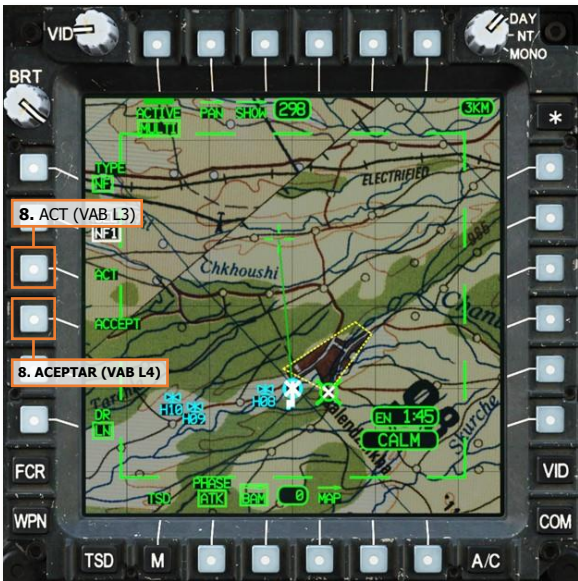 VID
DAY
NT
MONO
BRT
ACTIVE
MULTI
PAN
SHOW
298
3KM
*
TYPE
NF
ELECTRIFIED
8. ACT (VAB L3)
NF1
ACT
Chkhoushi
ACCEPT
8. ACEPTAR (VAB L4)
H10
H09
H08
DR
LN
EN 1:45
CALM
Skurche
FCR
WPN
VID
COM
PHASE
TSD
ATK
BAM
0
MAP
TSD
M
A/C